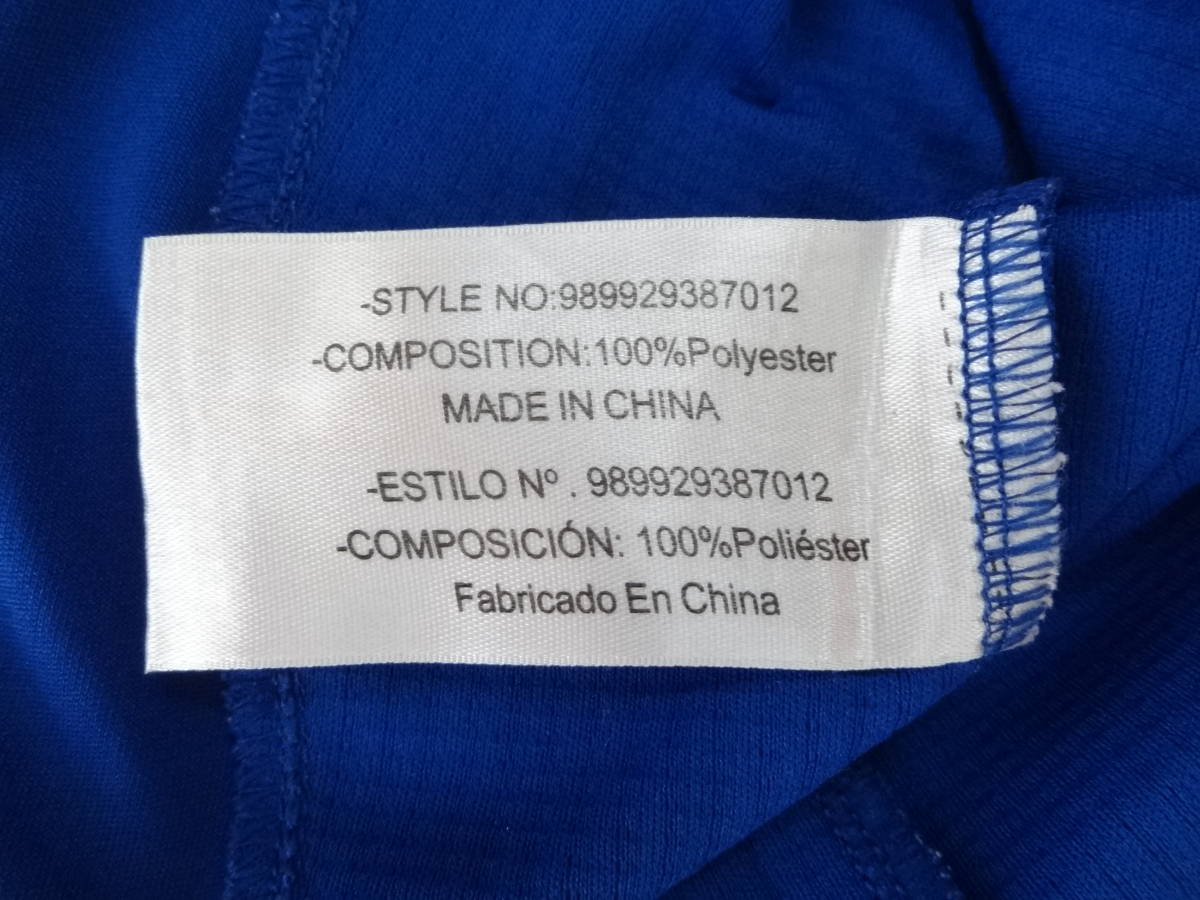 -STYLE NO:989929387012
-COMPOSITION:100%Polyester
MADE IN CHINA
-ESTILO Nº . 989929387012
-COMPOSICIÓN: 100%Poliéster
Fabricado En China